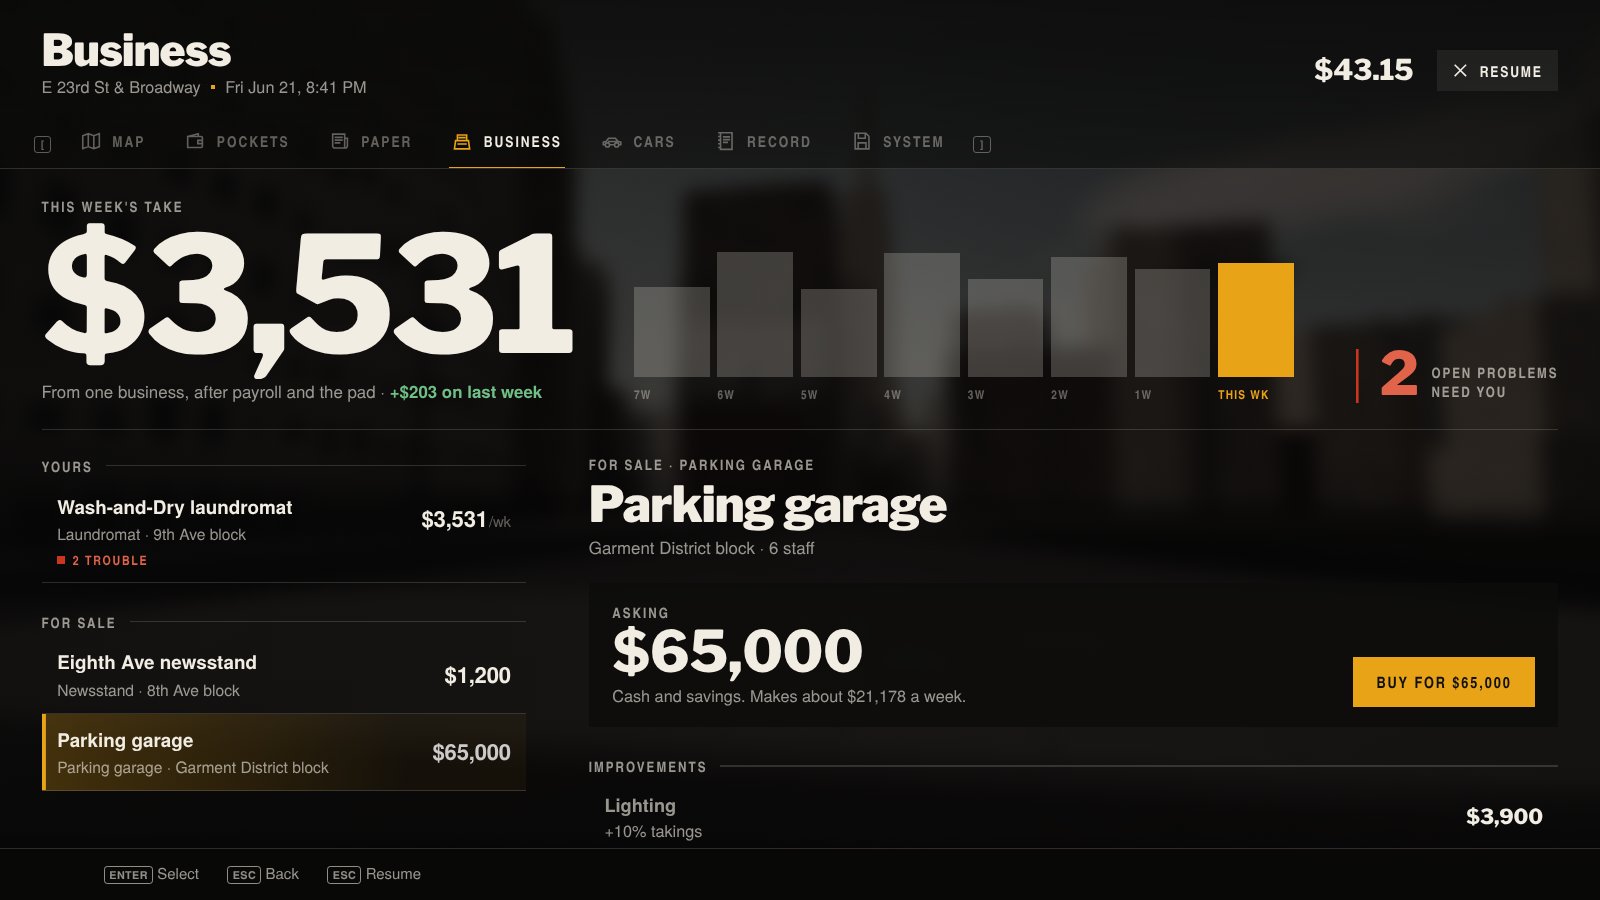 Business
E 23rd St & Broadway • Fri Jun 21, 8:41 PM
$43.15
RESUME
[
MAP
POCKETS
PAPER
BUSINESS
CARS
RECORD
SYSTEM
]
THIS WEEK'S TAKE
$3,531
From one business, after payroll and the pad · +$203 on last week
7W
6W
5W
4W
3W
2W
1W
THIS WK
2
OPEN PROBLEMS
NEED YOU
YOURS
Wash-and-Dry laundromat
Laundromat · 9th Ave block
2 TROUBLE
$3,531/wk
FOR SALE
Eighth Ave newsstand
Newsstand · 8th Ave block
$1,200
Parking garage
Parking garage · Garment District block
$65,000
FOR SALE · PARKING GARAGE
Parking garage
Garment District block · 6 staff
ASKING
$65,000
Cash and savings. Makes about $21,178 a week.
BUY FOR $65,000
IMPROVEMENTS
Lighting
+10% takings
$3,900
ENTER Select
ESC Back
ESC Resume